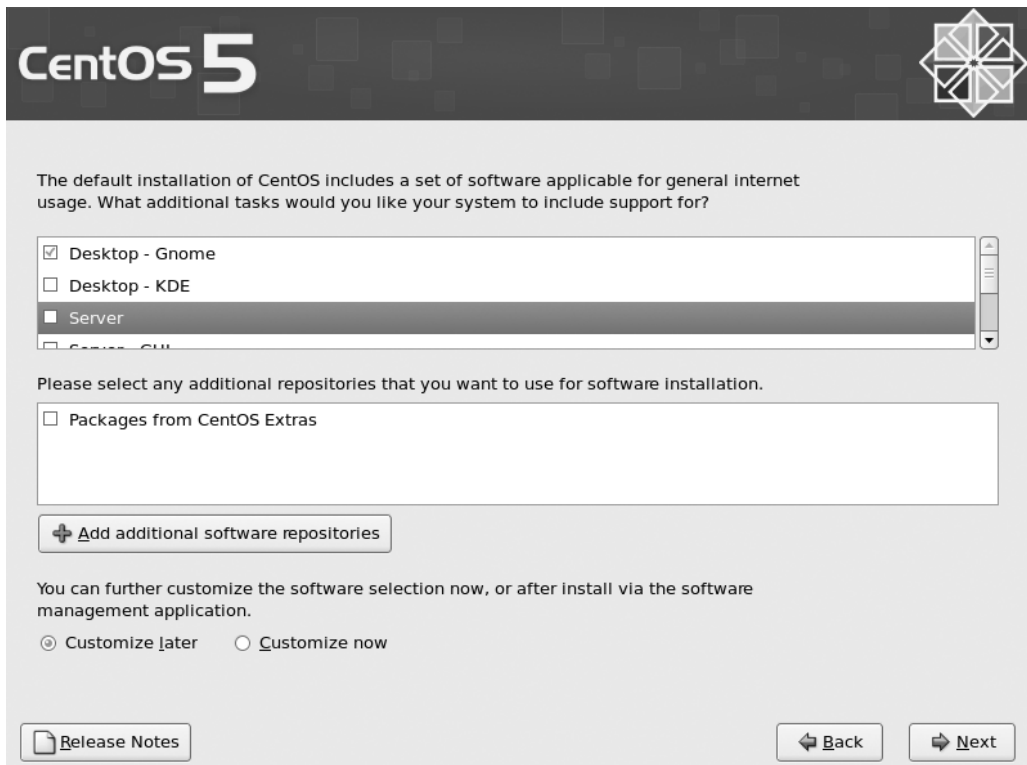 CentOS 5
The default installation of CentOS includes a set of software applicable for general internet
usage. What additional tasks would you like your system to include support for?
Desktop - Gnome
Desktop - KDE
Server
Server - GUI
Please select any additional repositories that you want to use for software installation.
Packages from CentOS Extras
Add additional software repositories
You can further customize the software selection now, or after install via the software
management application.
Customize later Customize now
Release Notes Back Next